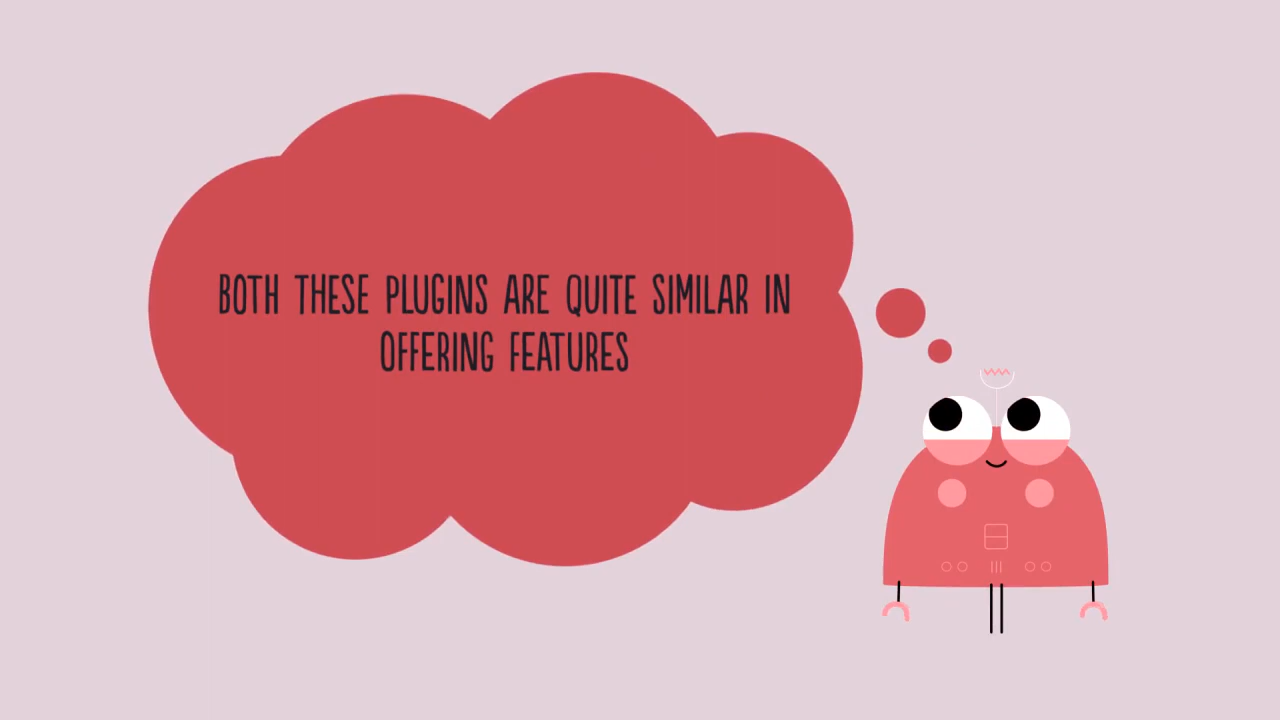 BOTH THESE PLUGINS ARE QUITE SIMILAR IN
OFFERING FEATURES